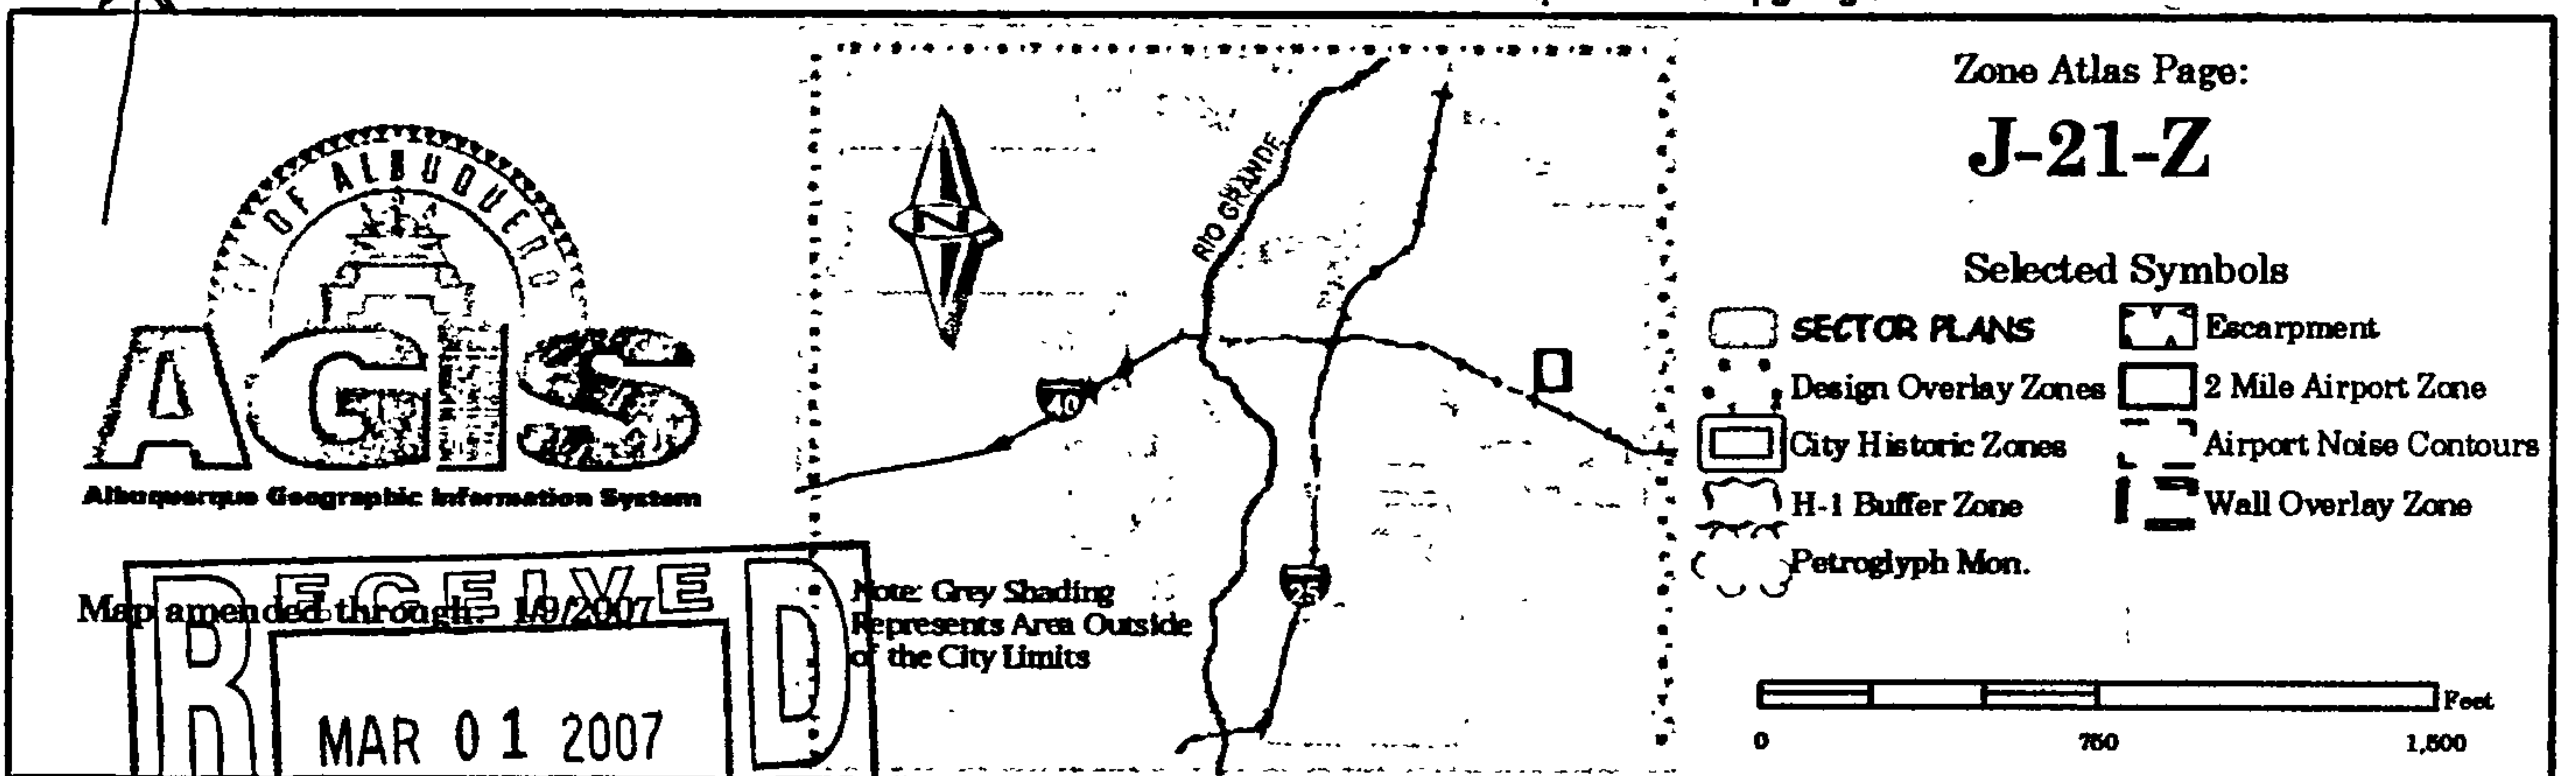 Zone Atlas Page:
J-21-Z
OF ALBUQUERQ
AGIS
Albuquerque Geographic Information System
Map amended through: 1/9/2007
RECEIVED
MAR 01 2007
N
RIO GRANDE
40
25
Note: Grey Shading
Represents Area Outside
of the City Limits
Selected Symbols
SECTOR PLANS
Design Overlay Zones
City Historic Zones
H-1 Buffer Zone
Petroglyph Mon.
Escarpment
2 Mile Airport Zone
Airport Noise Contours
Wall Overlay Zone
Feet
0 750 1,500